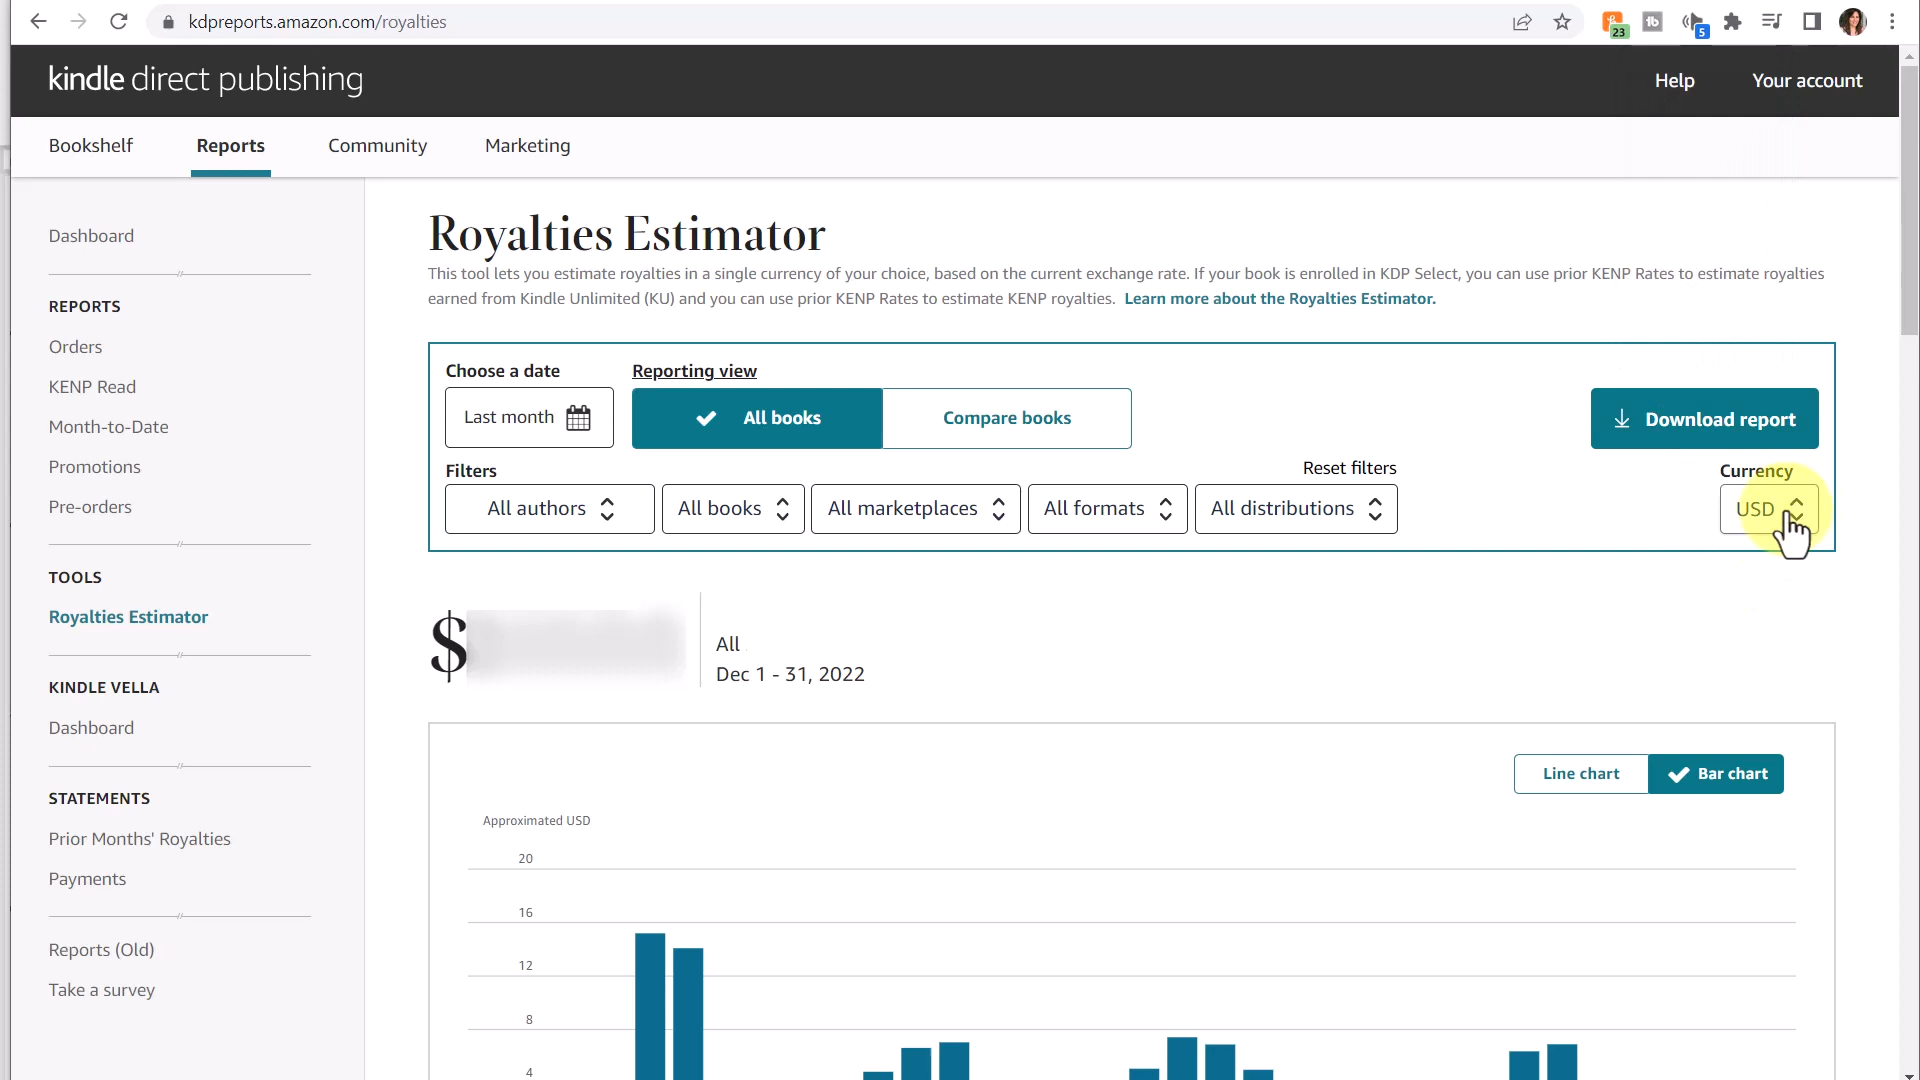 kdpreports.amazon.com/royalties
23
5
kindle direct publishing
Help
Your account
Bookshelf
Reports
Community
Marketing
Dashboard
REPORTS
Orders
KENP Read
Month-to-Date
Promotions
Pre-orders
TOOLS
Royalties Estimator
KINDLE VELLA
Dashboard
STATEMENTS
Prior Months' Royalties
Payments
Reports (Old)
Take a survey
Royalties Estimator
This tool lets you estimate royalties in a single currency of your choice, based on the current exchange rate. If your book is enrolled in KDP Select, you can use prior KENP Rates to estimate royalties
earned from Kindle Unlimited (KU) and you can use prior KENP Rates to estimate KENP royalties. Learn more about the Royalties Estimator.
Choose a date
Reporting view
Last month
All books
Compare books
Download report
Filters
Reset filters
Currency
All authors
All books
All marketplaces
All formats
All distributions
USD
$
All
Dec 1 - 31, 2022
Line chart
Bar chart
Approximated USD
20
16
12
8
4